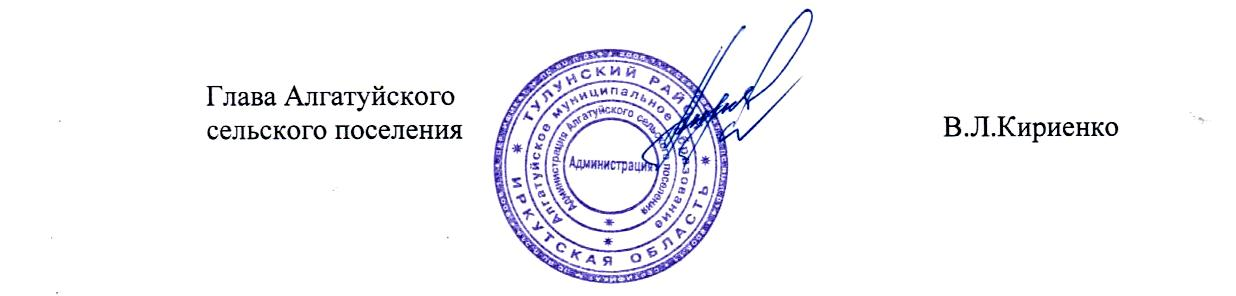 Глава Алгатуйского
сельского поселения
В.Л.Кириенко
ТУЛУНСКИЙ РАЙОН
ИРКУТСКАЯ ОБЛАСТЬ
Алгатуйское муниципальное образование
Администрация Алгатуйского сельского поселения
Администрация